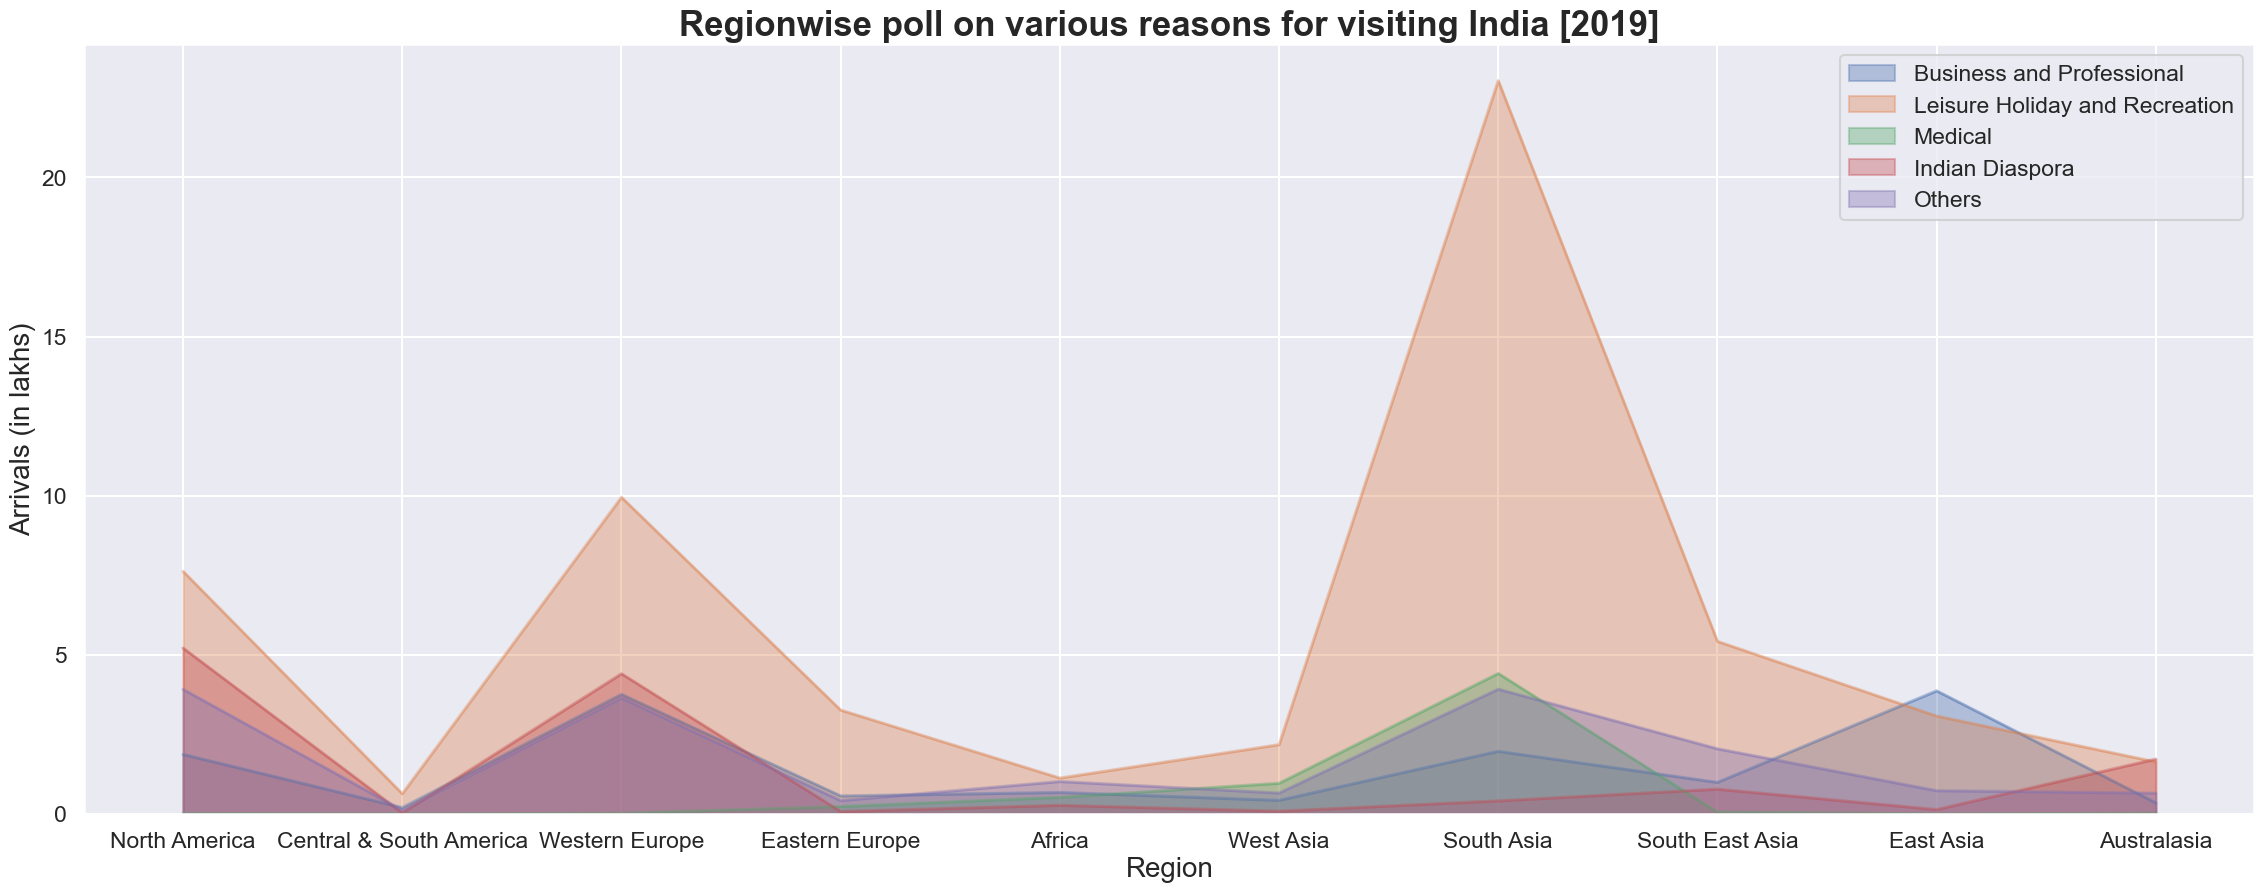 Regionwise poll on various reasons for visiting India [2019]
Business and Professional
Leisure Holiday and Recreation
Medical
Indian Diaspora
Others
Arrivals (in lakhs)
20
15
10
5
0
North America
Central & South America
Western Europe
Eastern Europe
Africa
West Asia
South Asia
South East Asia
East Asia
Australasia
Region